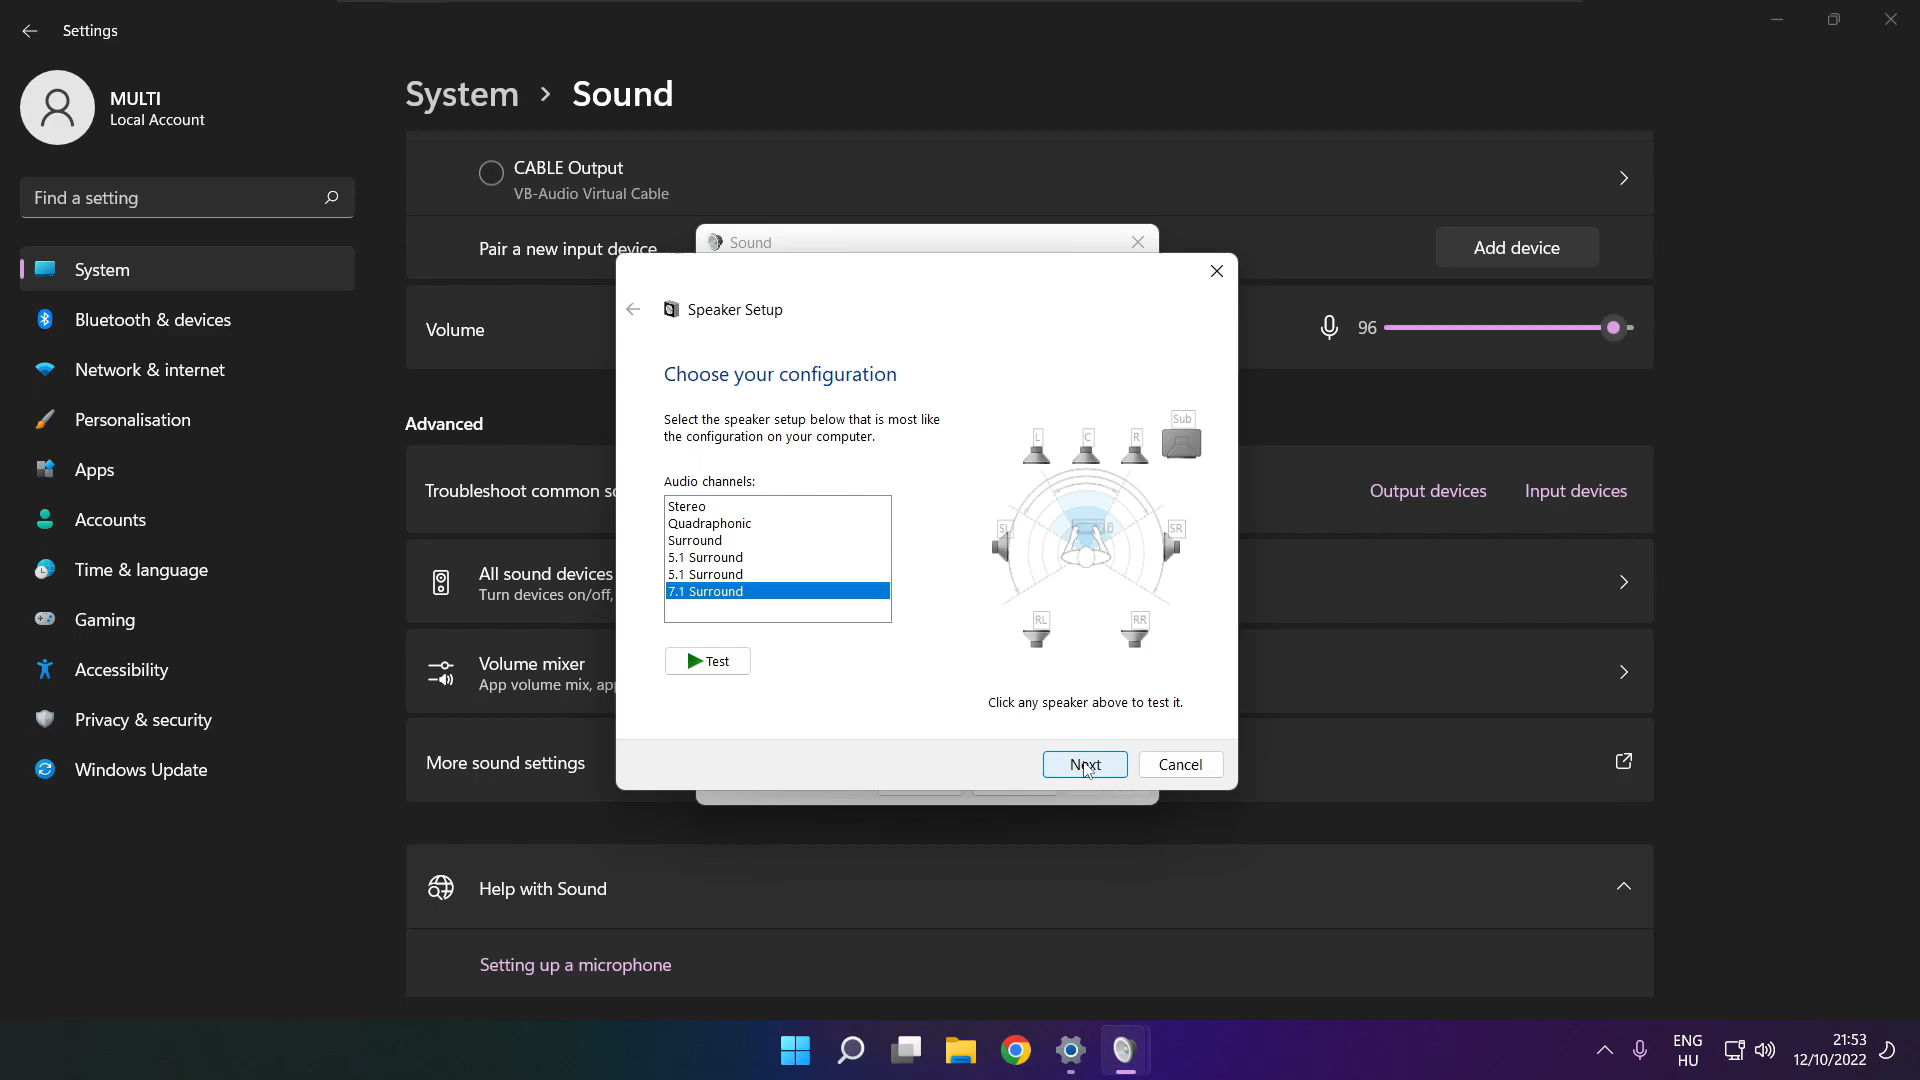 Settings
MULTI
Local Account
Find a setting
System
Bluetooth & devices
Network & internet
Personalisation
Apps
Accounts
Time & language
Gaming
Accessibility
Privacy & security
Windows Update
System › Sound
CABLE Output
VB-Audio Virtual Cable
Pair a new input device
Add device
Volume
96
Advanced
Troubleshoot common
Output devices
Input devices
All sound devices
Turn devices on/off,
Volume mixer
App volume mix,
More sound settings
Help with Sound
Setting up a microphone
Sound
Speaker Setup
Choose your configuration
Select the speaker setup below that is most like
the configuration on your computer.
Audio channels:
Stereo
Quadraphonic
Surround
5.1 Surround
5.1 Surround
7.1 Surround
Test
L
C
R
Sub
SL
SR
RL
RR
Click any speaker above to test it.
Next
Cancel
ENG
HU
21:53
12/10/2022